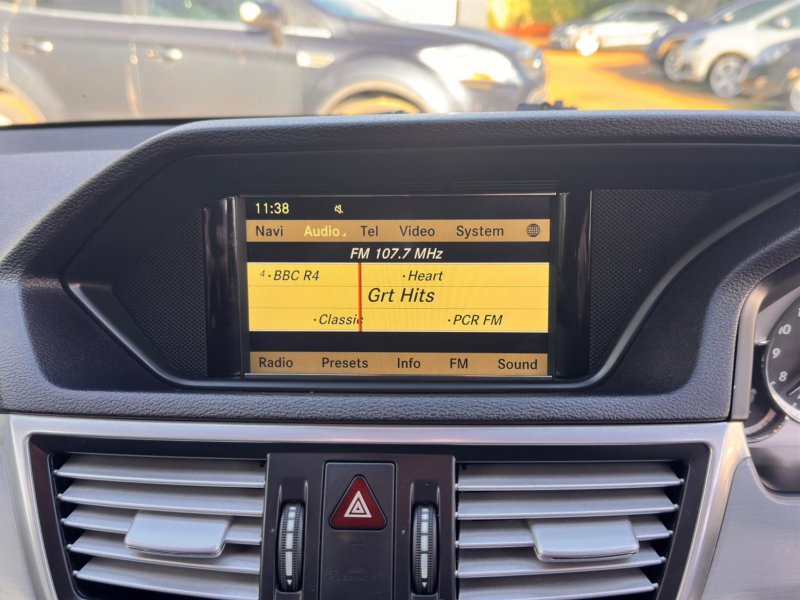 11:38
Navi Audio Tel Video System
FM 107.7 MHz
4 · BBC R4 · Heart
Grt Hits
· Classic · PCR FM
Radio Presets Info FM Sound